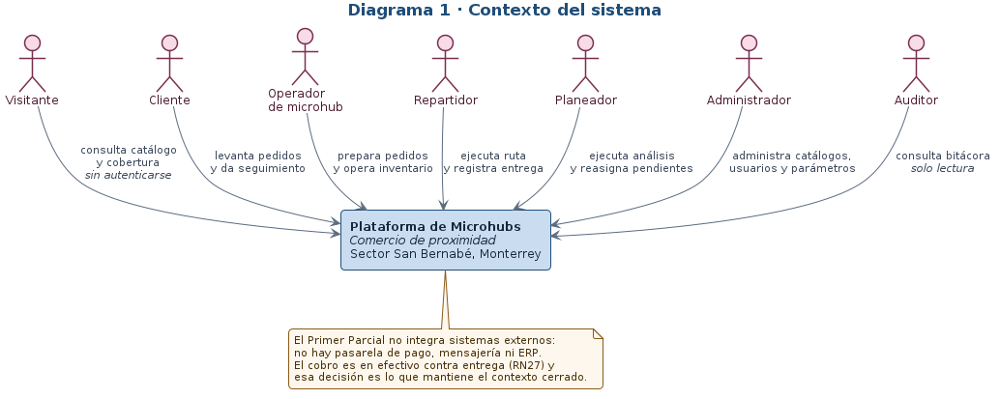 Diagrama 1 · Contexto del sistema
Visitante
Cliente
Operador
de microhub
Repartidor
Planeador
Administrador
Auditor
consulta catálogo
y cobertura
sin autenticarse
levanta pedidos
y da seguimiento
prepara pedidos
y opera inventario
ejecuta ruta
y registra entrega
ejecuta análisis
y reasigna pendientes
administra catálogos,
usuarios y parámetros
consulta bitácora
solo lectura
Plataforma de Microhubs
Comercio de proximidad
Sector San Bernabé, Monterrey
El Primer Parcial no integra sistemas externos:
no hay pasarela de pago, mensajería ni ERP.
El cobro es en efectivo contra entrega (RN27) y
esa decisión es lo que mantiene el contexto cerrado.